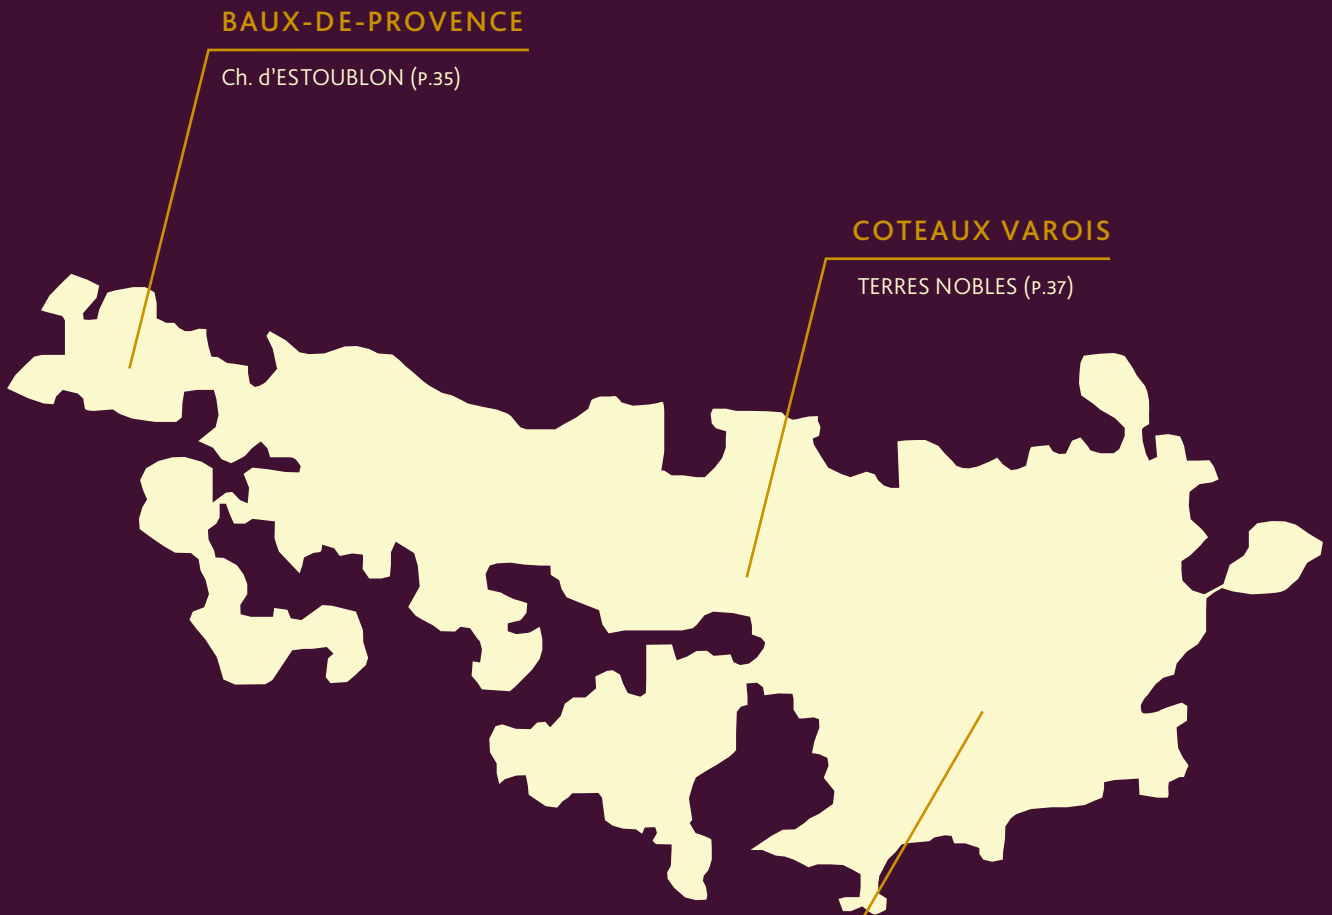 BAUX-DE-PROVENCE
Ch. d'ESTOUBLON (P.35)
COTEAUX VAROIS
TERRES NOBLES (P.37)